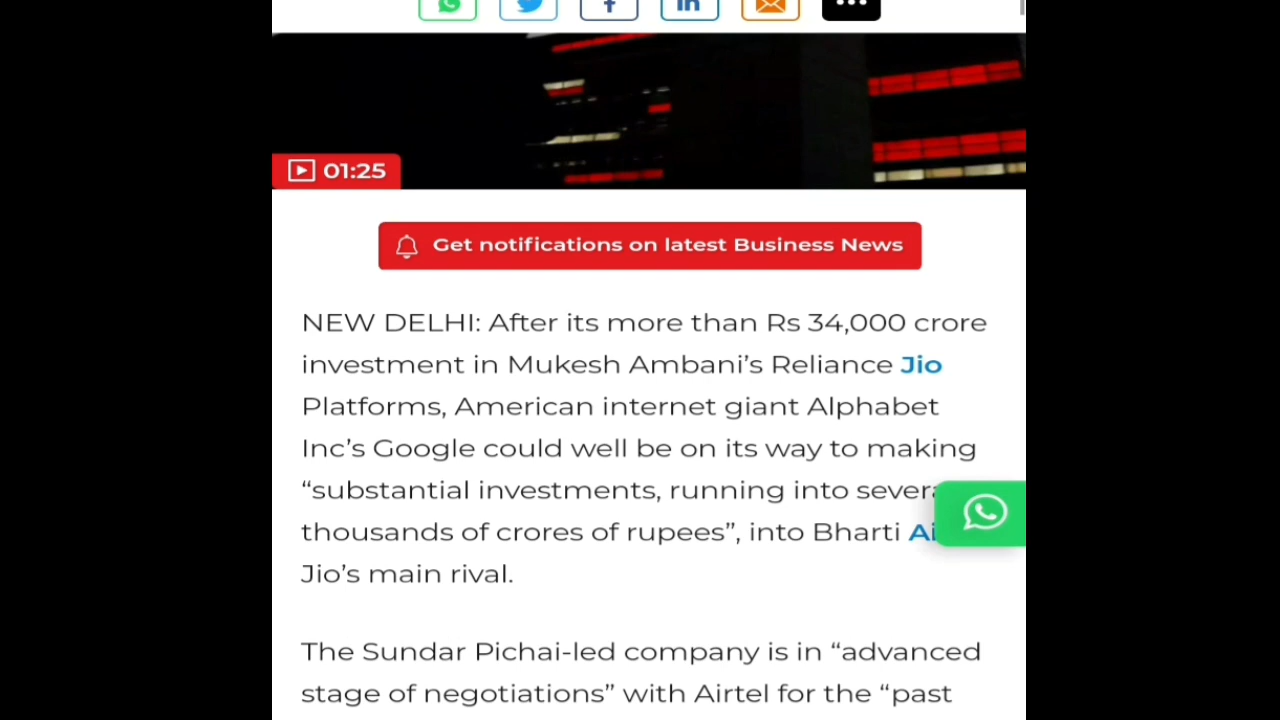 01:25
Get notifications on latest Business News
NEW DELHI: After its more than Rs 34,000 crore
investment in Mukesh Ambani’s Reliance Jio
Platforms, American internet giant Alphabet
Inc’s Google could well be on its way to making
“substantial investments, running into
thousands of crores of rupees”, into Bharti
Jio’s main rival.
The Sundar Pichai-led company is in “advanced
stage of negotiations” with Airtel for the “past